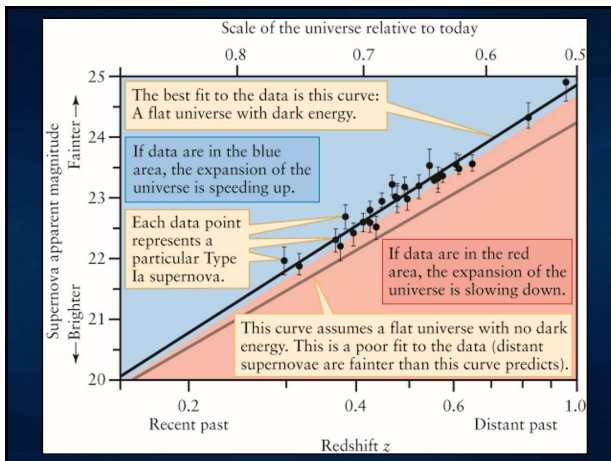 Scale of the universe relative to today
0.8
0.7
0.6
0.5
25
24
23
22
21
20
Supernova apparent magnitude
Fainter →
← Brighter
The best fit to the data is this curve:
A flat universe with dark energy.
If data are in the blue
area, the expansion of the
universe is speeding up.
Each data point
represents a
particular Type
Ia supernova.
If data are in the red
area, the expansion of the
universe is slowing down.
This curve assumes a flat universe with no dark
energy. This is a poor fit to the data (distant
supernovae are fainter than this curve predicts).
0.2
0.4
0.6
1.0
Recent past
Distant past
Redshift z